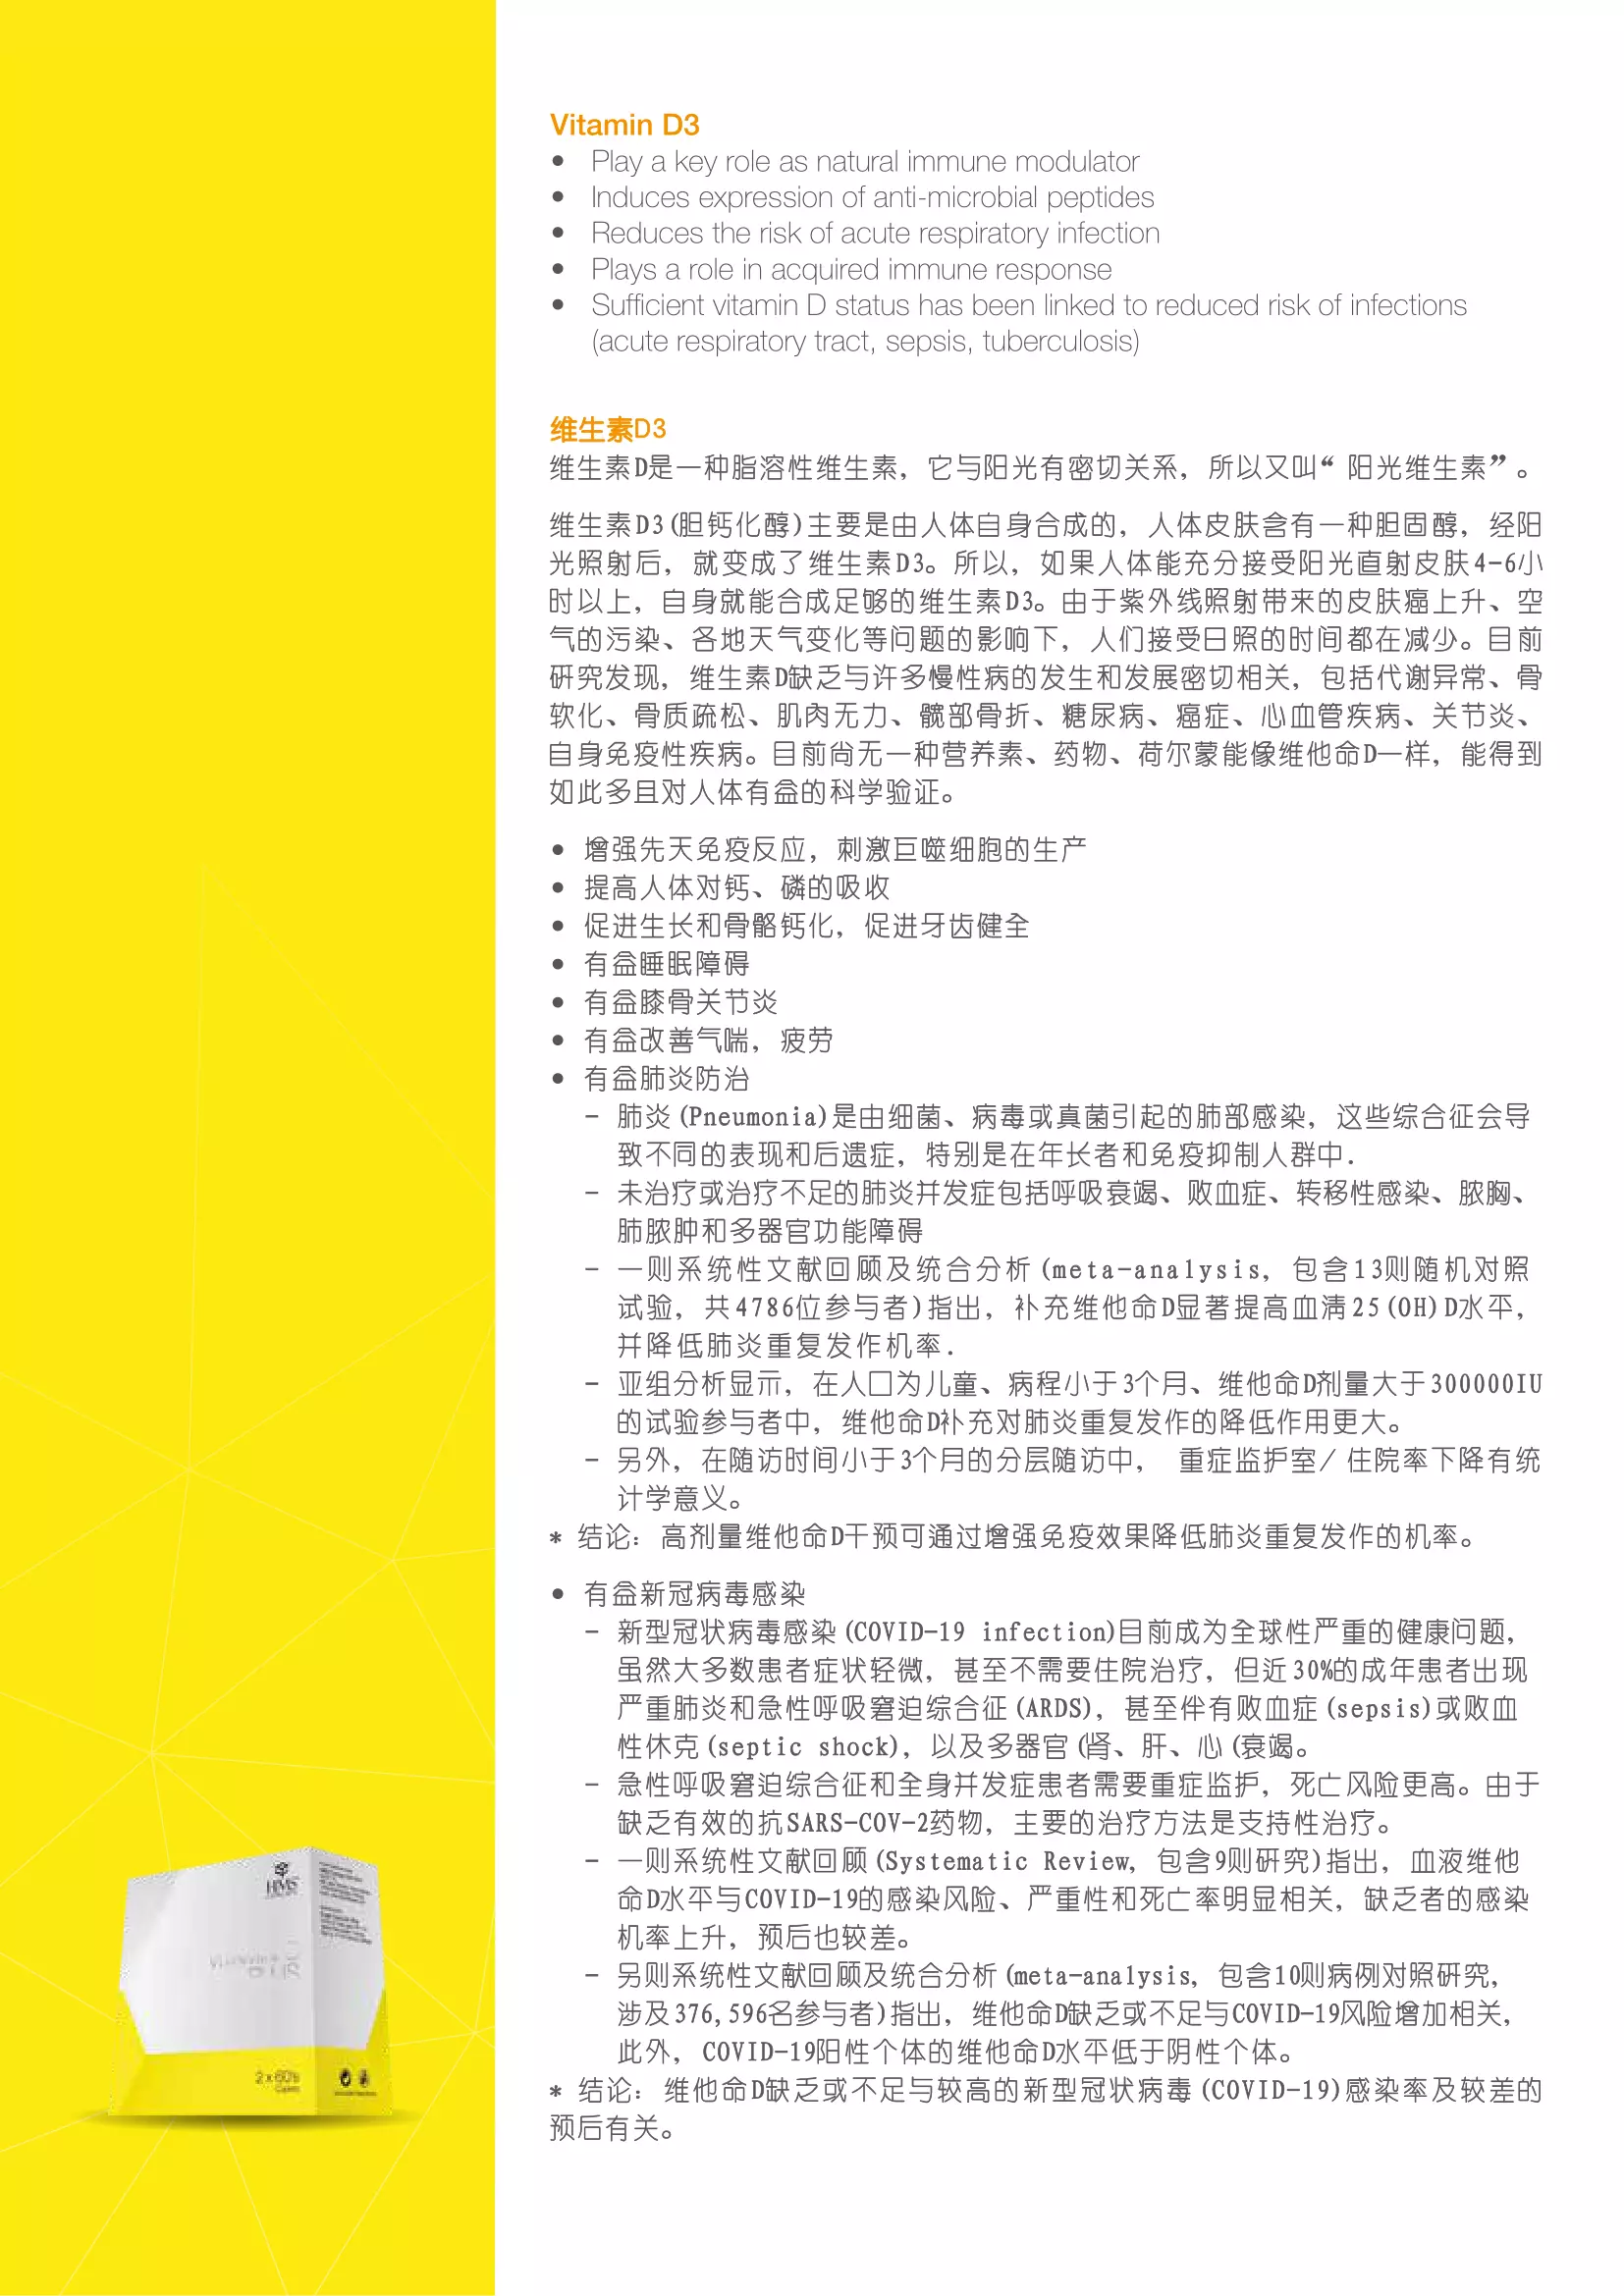 Vitamin D3
• Play a key role as natural immune modulator
• Induces expression of anti-microbial peptides
• Reduces the risk of acute respiratory infection
• Plays a role in acquired immune response
• Sufficient vitamin D status has been linked to reduced risk of infections
(acute respiratory tract, sepsis, tuberculosis)
维生素D3
维生素D是一种脂溶性维生素，它与阳光有密切关系，所以又叫“阳光维生素”。
维生素D3(胆钙化醇)主要是由人体自身合成的，人体皮肤含有一种胆固醇，经阳
光照射后，就变成了维生素D3。所以，如果人体能充分接受阳光直射皮肤4-6小
时以上，自身就能合成足够的维生素D3。由于紫外线照射带来的皮肤癌上升、空
气的污染、各地天气变化等问题的影响下，人们接受日照的时间都在减少。目前
研究发现，维生素D缺乏与许多慢性病的发生和发展密切相关，包括代谢异常、骨
软化、骨质疏松、肌肉无力、髋部骨折、糖尿病、癌症、心血管疾病、关节炎、
自身免疫性疾病。目前尚无一种营养素、药物、荷尔蒙能像维他命D一样，能得到
如此多且对人体有益的科学验证。
• 增强先天免疫反应，刺激巨噬细胞的生产
• 提高人体对钙、磷的吸收
• 促进生长和骨骼钙化，促进牙齿健全
• 有益睡眠障碍
• 有益膝骨关节炎
• 有益改善气喘，疲劳
• 有益肺炎防治
- 肺炎(Pneumonia)是由细菌、病毒或真菌引起的肺部感染，这些综合征会导
致不同的表现和后遗症，特别是在年长者和免疫抑制人群中.
- 未治疗或治疗不足的肺炎并发症包括呼吸衰竭、败血症、转移性感染、脓胸、
肺脓肿和多器官功能障碍
- 一则系统性文献回顾及统合分析(meta-analysis，包含13则随机对照
试验，共4786位参与者)指出，补充维他命D显著提高血清25(OH)D水平，
并降低肺炎重复发作机率.
- 亚组分析显示，在人口为儿童、病程小于3个月、维他命D剂量大于300000IU
的试验参与者中，维他命D补充对肺炎重复发作的降低作用更大。
- 另外，在随访时间小于3个月的分层随访中， 重症监护室/住院率下降有统
计学意义。
* 结论：高剂量维他命D干预可通过增强免疫效果降低肺炎重复发作的机率。
• 有益新冠病毒感染
- 新型冠状病毒感染(COVID-19 infection)目前成为全球性严重的健康问题，
虽然大多数患者症状轻微，甚至不需要住院治疗，但近30%的成年患者出现
严重肺炎和急性呼吸窘迫综合征(ARDS)，甚至伴有败血症(sepsis)或败血
性休克(septic shock)，以及多器官(肾、肝、心(衰竭。
- 急性呼吸窘迫综合征和全身并发症患者需要重症监护，死亡风险更高。由于
缺乏有效的抗SARS-COV-2药物，主要的治疗方法是支持性治疗。
- 一则系统性文献回顾(Systematic Review，包含9则研究)指出，血液维他
命D水平与COVID-19的感染风险、严重性和死亡率明显相关，缺乏者的感染
机率上升，预后也较差。
- 另则系统性文献回顾及统合分析(meta-analysis，包含10则病例对照研究，
涉及376,596名参与者)指出，维他命D缺乏或不足与COVID-19风险增加相关，
此外，COVID-19阳性个体的维他命D水平低于阴性个体。
* 结论：维他命D缺乏或不足与较高的新型冠状病毒(COVID-19)感染率及较差的
预后有关。
HMS
2 x 60's